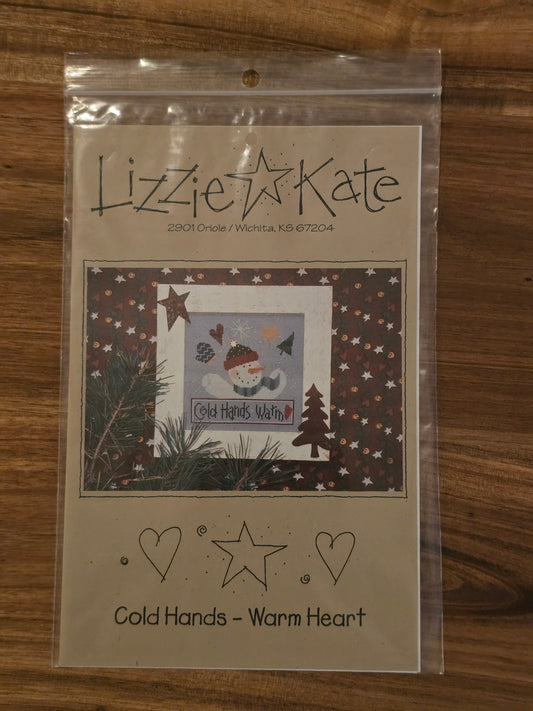 Lizzie Kate
2901 Oriole / Wichita, KS 67204
Cold Hands Warm
Cold Hands - Warm Heart